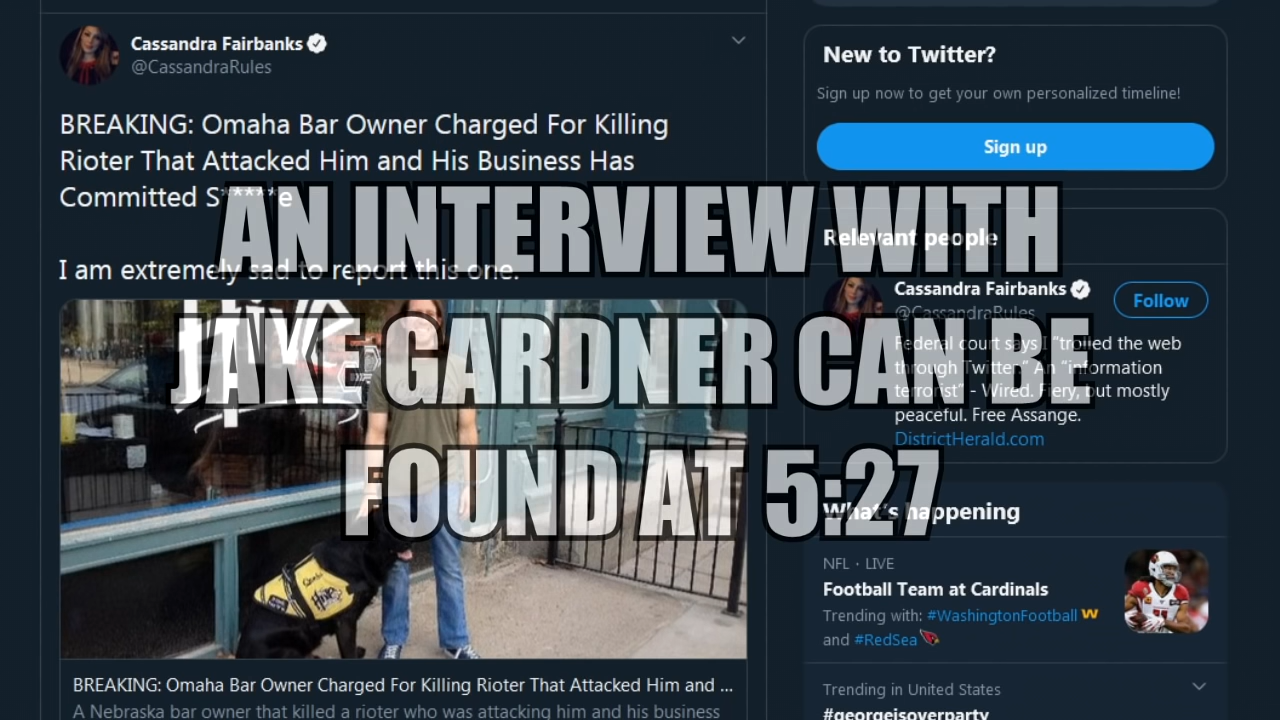 Cassandra Fairbanks
@CassandraRules
BREAKING: Omaha Bar Owner Charged For Killing
Rioter That Attacked Him and His Business Has
Committed S*****e
I am extremely sad to report this one.
AN INTERVIEW WITH
JAKE GARDNER CAN BE
FOUND AT 5:27
BREAKING: Omaha Bar Owner Charged For Killing Rioter That Attacked Him and ...
A Nebraska bar owner that killed a rioter who was attacking him and his business
New to Twitter?
Sign up now to get your own personalized timeline!
Sign up
Relevant people
Cassandra Fairbanks
@CassandraRules
Follow
Federal court says I "trolled the web
through Twitter." An "information
terrorist" - Wired. Fiery, but mostly
peaceful. Free Assange.
DistrictHerald.com
What's happening
NFL · LIVE
Football Team at Cardinals
Trending with: #WashingtonFootball
and #RedSea
Trending in United States
#georgeisoverparty